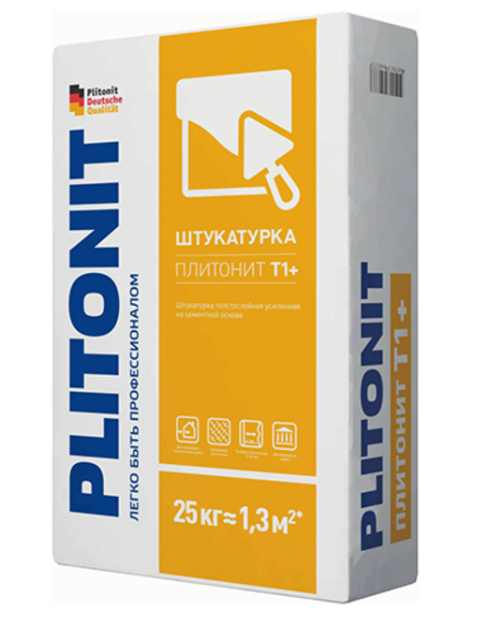 Plitonit
Deutsche
Qualität
PLITONIT
ЛЕГКО БЫТЬ ПРОФЕССИОНАЛОМ
ШТУКАТУРКА
ПЛИТОНИТ Т1+
Штукатурка толстослойная усиленная
на цементной основе
25 кг≈1,3 м²*
PLITONIT
ПЛИТОНИТ Т1+